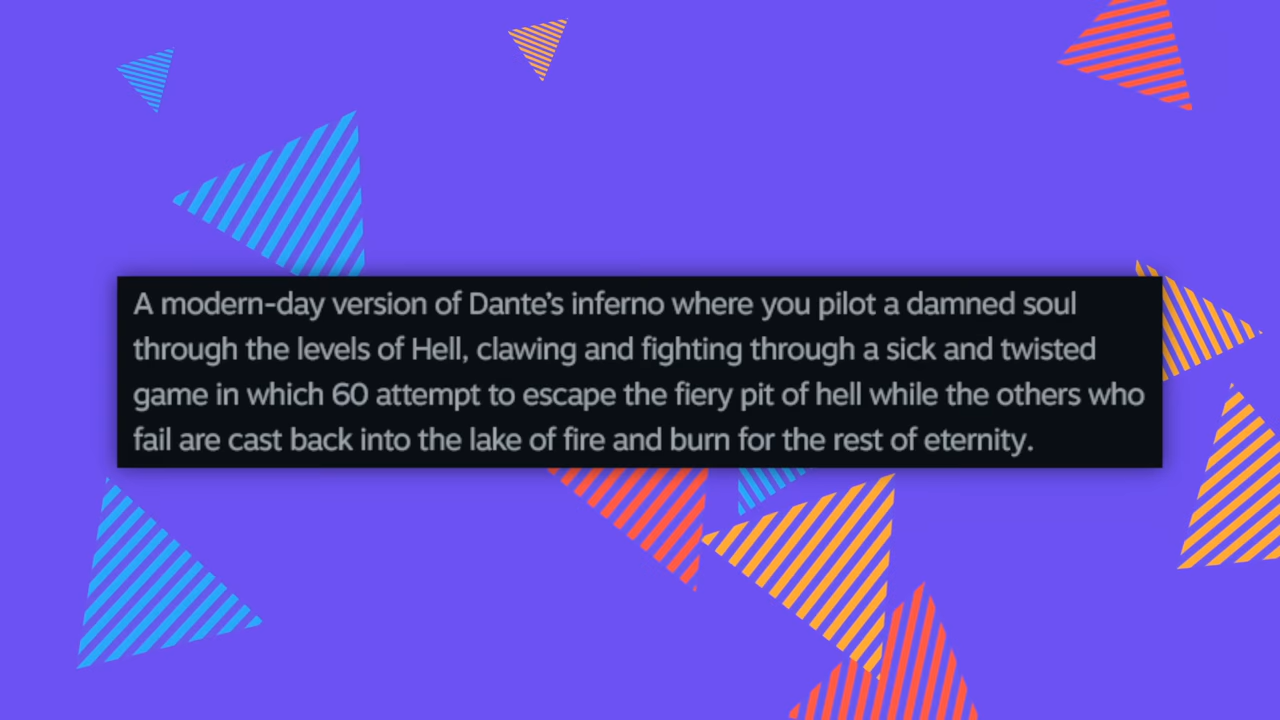 A modern-day version of Dante's inferno where you pilot a damned soul
through the levels of Hell, clawing and fighting through a sick and twisted
game in which 60 attempt to escape the fiery pit of hell while the others who
fail are cast back into the lake of fire and burn for the rest of eternity.